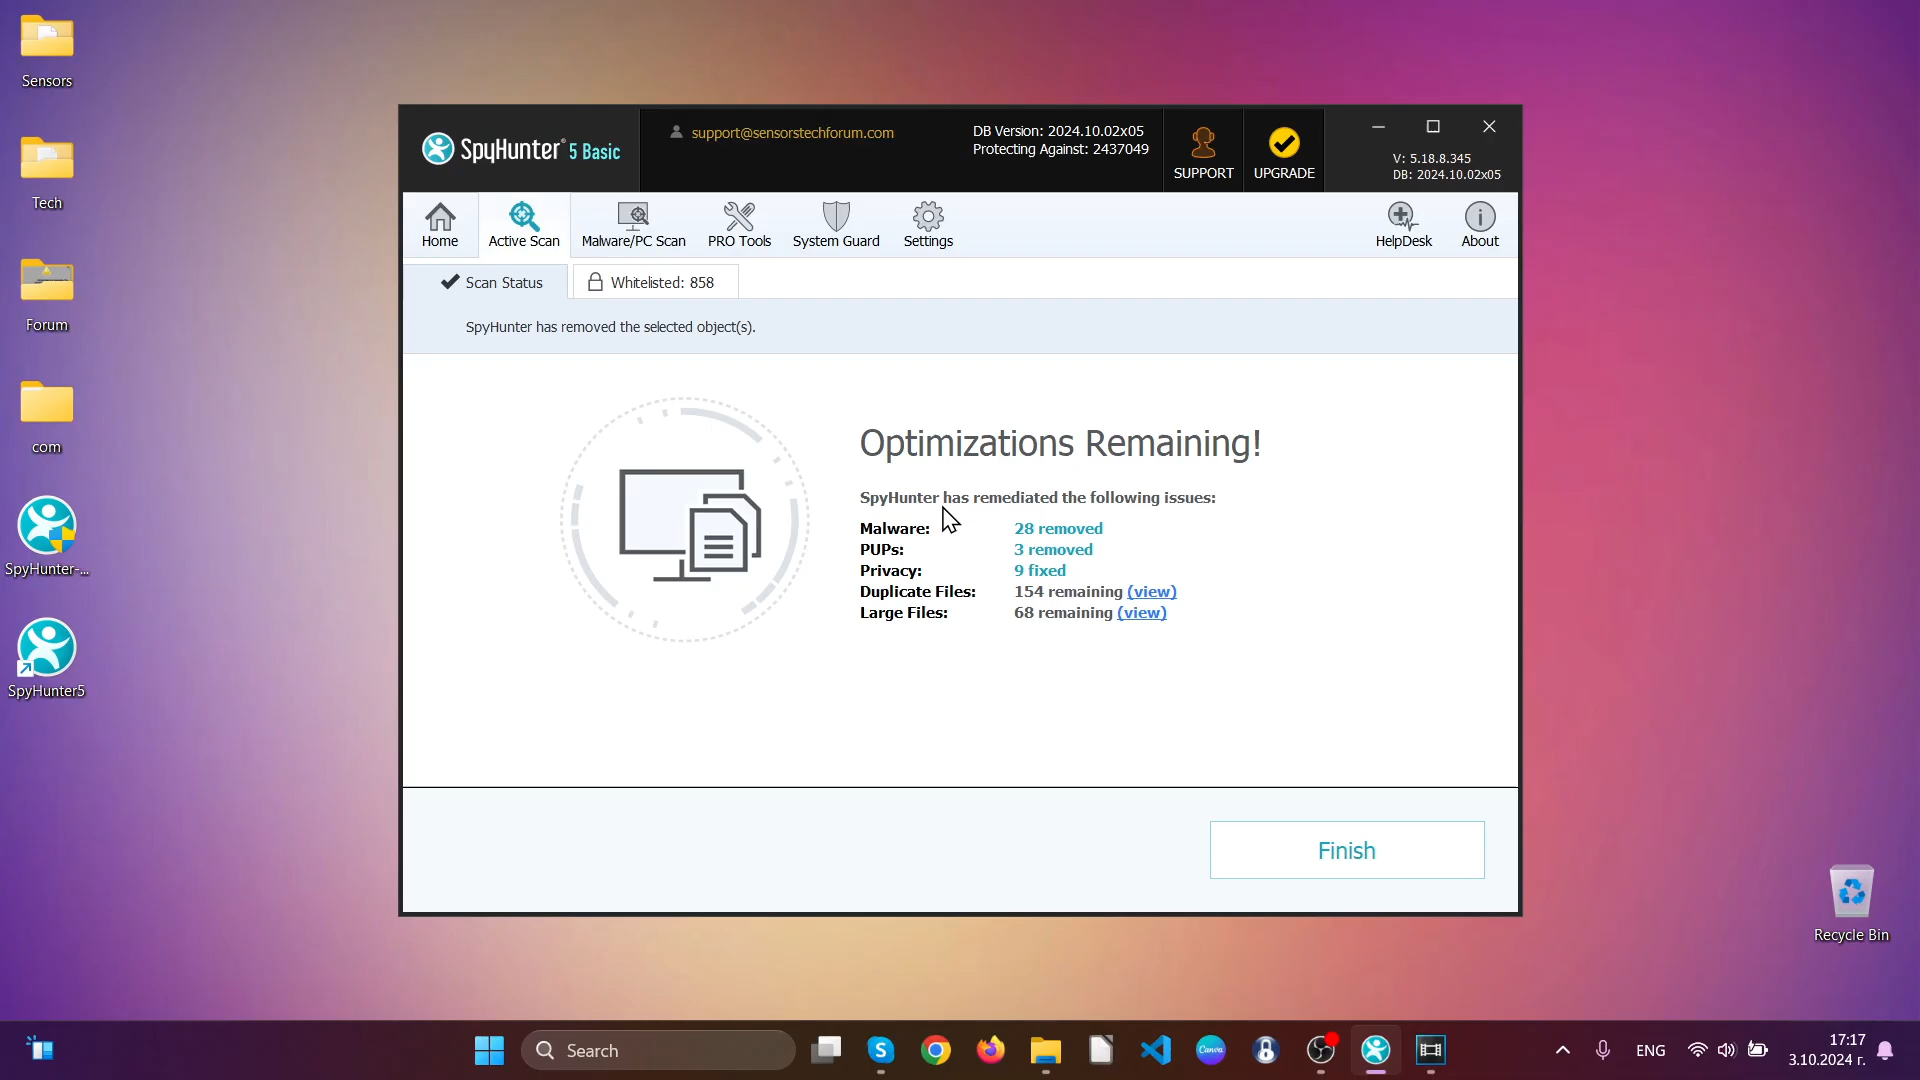 Sensors
Tech
Forum
com
SpyHunter-...
SpyHunter5
SpyHunter® 5 Basic
support@sensorstechforum.com
DB Version: 2024.10.02x05
Protecting Against: 2437049
SUPPORT
UPGRADE
V: 5.18.8.345
DB: 2024.10.02x05
Home
Active Scan
Malware/PC Scan
PRO Tools
System Guard
Settings
HelpDesk
About
Scan Status
Whitelisted: 858
SpyHunter has removed the selected object(s).
Optimizations Remaining!
SpyHunter has remediated the following issues:
Malware: 28 removed
PUPs: 3 removed
Privacy: 9 fixed
Duplicate Files: 154 remaining (view)
Large Files: 68 remaining (view)
Finish
Recycle Bin
Search
Canva
ENG
17:17
3.10.2024 г.